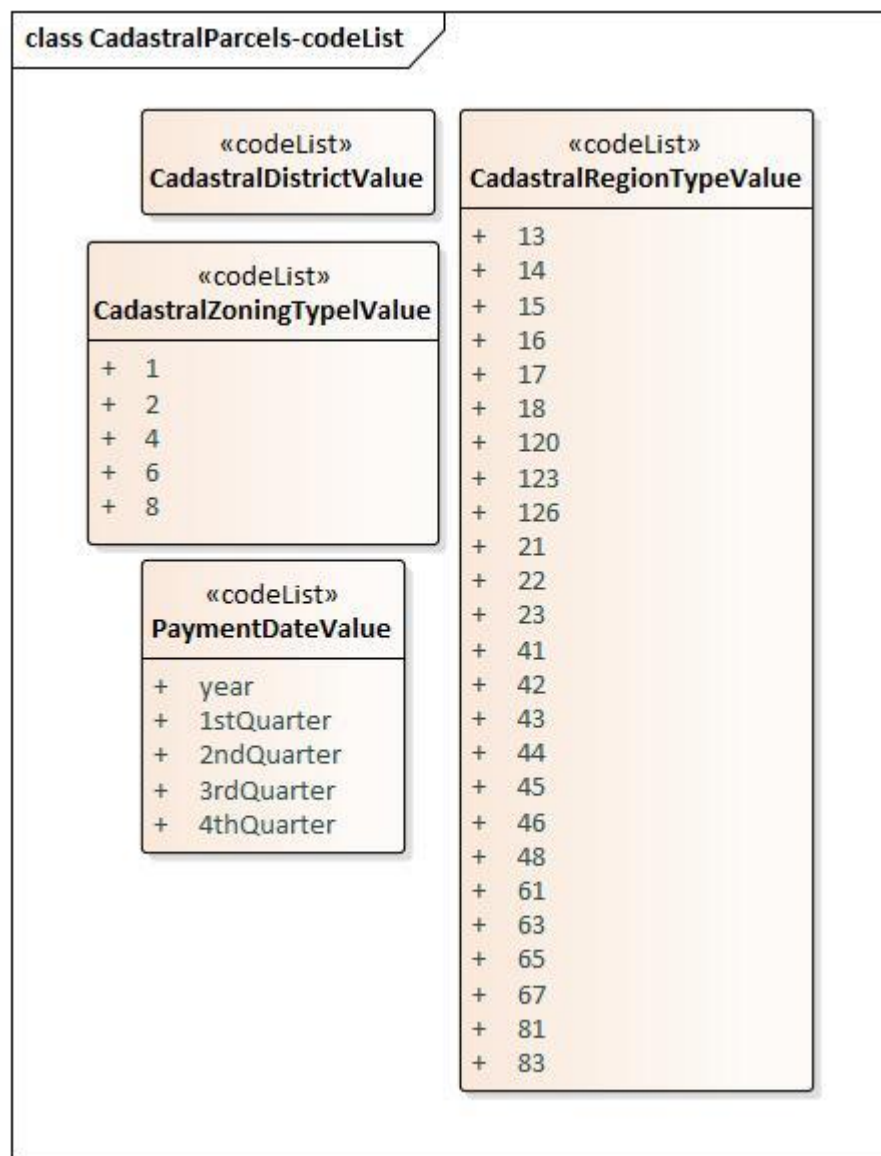 class CadastralParcels-codeList
«codeList»
CadastralDistrictValue
«codeList»
CadastralZoningTypelValue
+ 1
+ 2
+ 4
+ 6
+ 8
«codeList»
PaymentDateValue
+ year
+ 1stQuarter
+ 2ndQuarter
+ 3rdQuarter
+ 4thQuarter
«codeList»
CadastralRegionTypeValue
+ 13
+ 14
+ 15
+ 16
+ 17
+ 18
+ 120
+ 123
+ 126
+ 21
+ 22
+ 23
+ 41
+ 42
+ 43
+ 44
+ 45
+ 46
+ 48
+ 61
+ 63
+ 65
+ 67
+ 81
+ 83